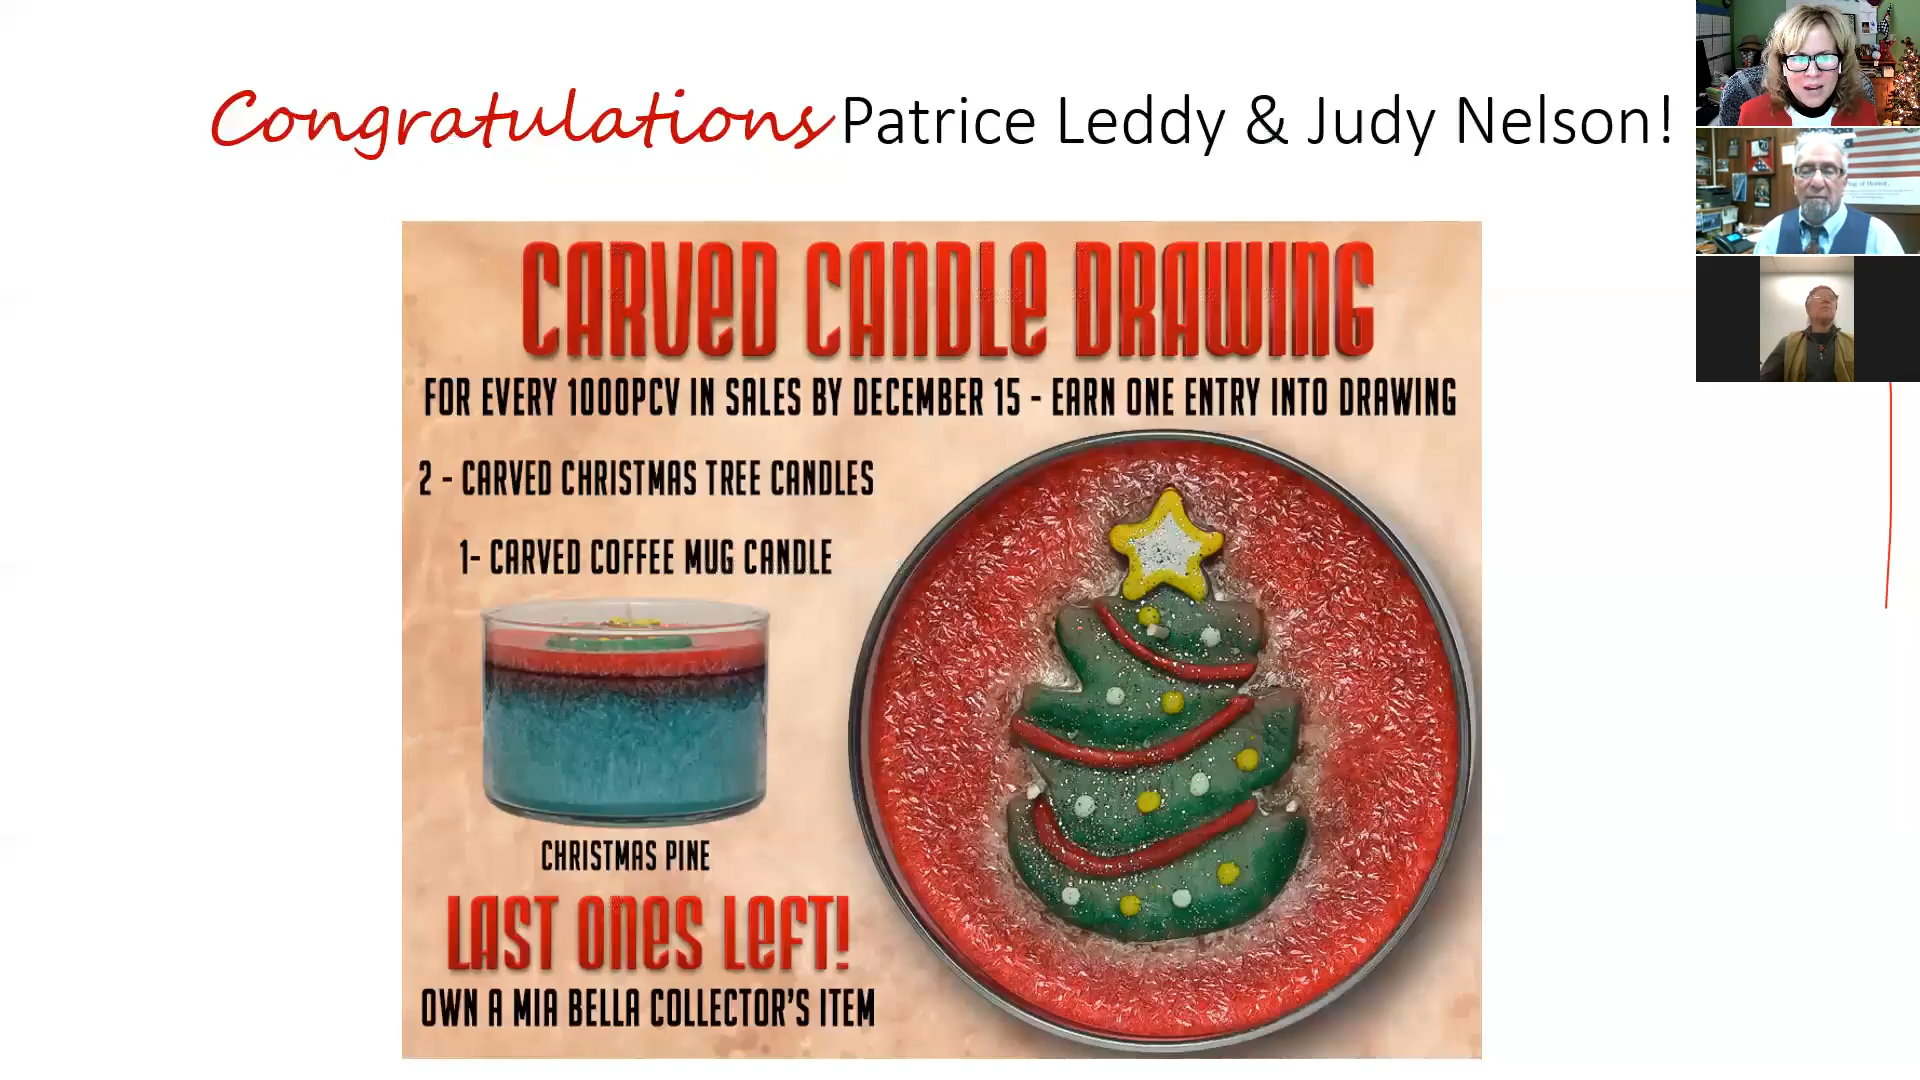 Congratulations Patrice Leddy & Judy Nelson!
CARVED CANDLE DRAWING
FOR EVERY 1000PCV IN SALES BY DECEMBER 15 - EARN ONE ENTRY INTO DRAWING
2 - CARVED CHRISTMAS TREE CANDLES
1- CARVED COFFEE MUG CANDLE
CHRISTMAS PINE
LAST ONES LEFT!
OWN A MIA BELLA COLLECTOR'S ITEM